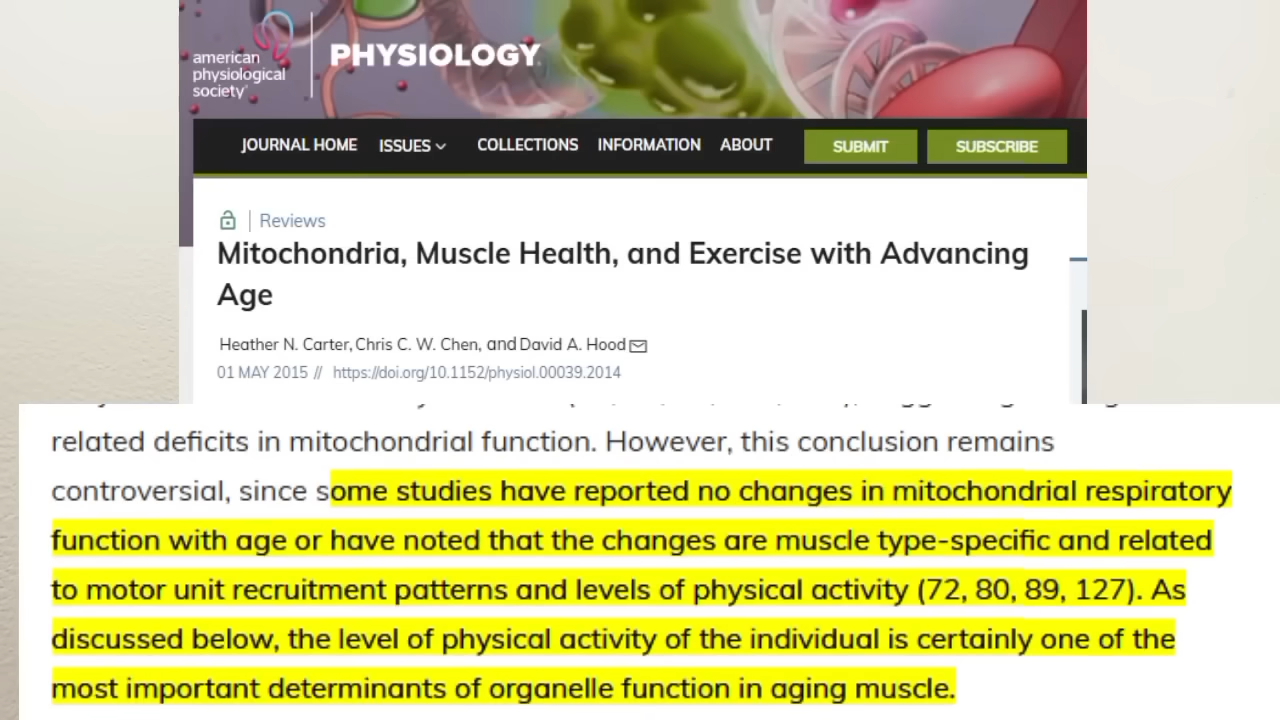 american
physiological
society
PHYSIOLOGY
JOURNAL HOME ISSUES COLLECTIONS INFORMATION ABOUT SUBMIT SUBSCRIBE
Reviews
Mitochondria, Muscle Health, and Exercise with Advancing
Age
Heather N. Carter, Chris C. W. Chen, and David A. Hood
01 MAY 2015 // https://doi.org/10.1152/physiol.00039.2014
related deficits in mitochondrial function. However, this conclusion remains
controversial, since some studies have reported no changes in mitochondrial respiratory
function with age or have noted that the changes are muscle type-specific and related
to motor unit recruitment patterns and levels of physical activity (72, 80, 89, 127). As
discussed below, the level of physical activity of the individual is certainly one of the
most important determinants of organelle function in aging muscle.